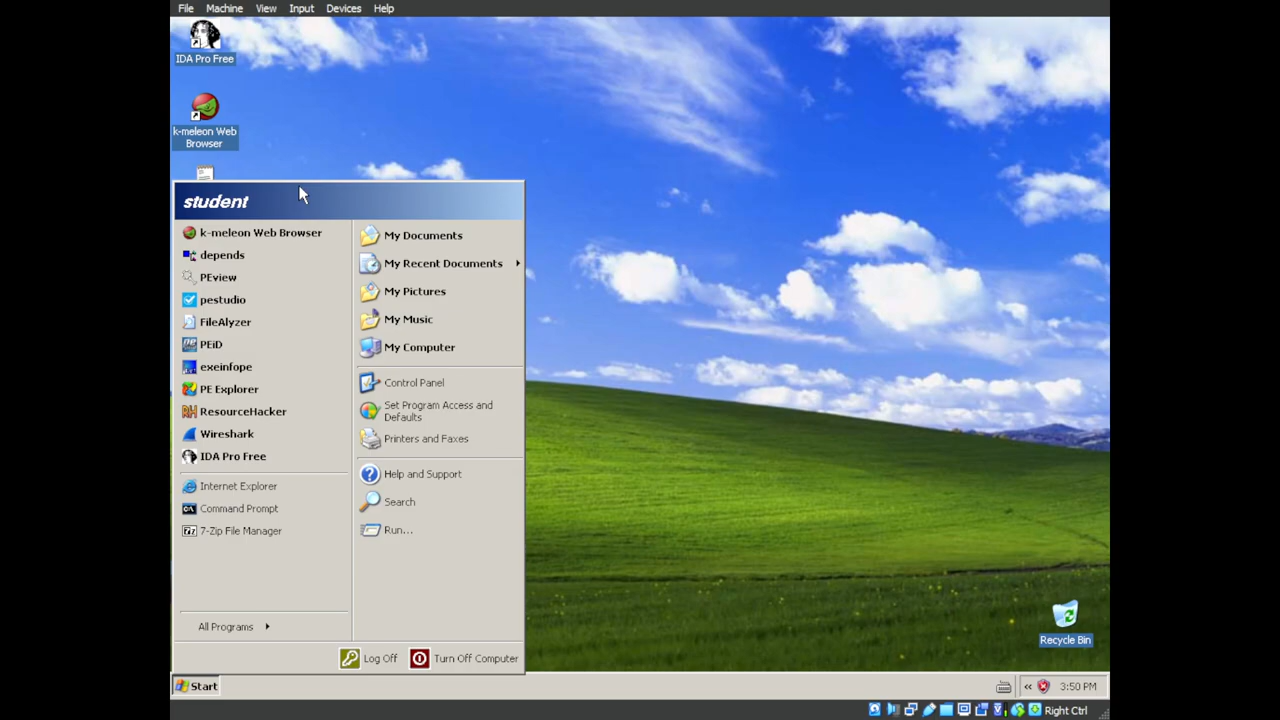 File Machine View Input Devices Help
IDA Pro Free
k-meleon Web
Browser
student
k-meleon Web Browser
depends
PEview
pestudio
FileAlyzer
PEiD
exeinfope
PE Explorer
ResourceHacker
Wireshark
IDA Pro Free
Internet Explorer
Command Prompt
7-Zip File Manager
All Programs
My Documents
My Recent Documents
My Pictures
My Music
My Computer
Control Panel
Set Program Access and
Defaults
Printers and Faxes
Help and Support
Search
Run...
Log Off Turn Off Computer
Recycle Bin
Start
3:50 PM
Right Ctrl